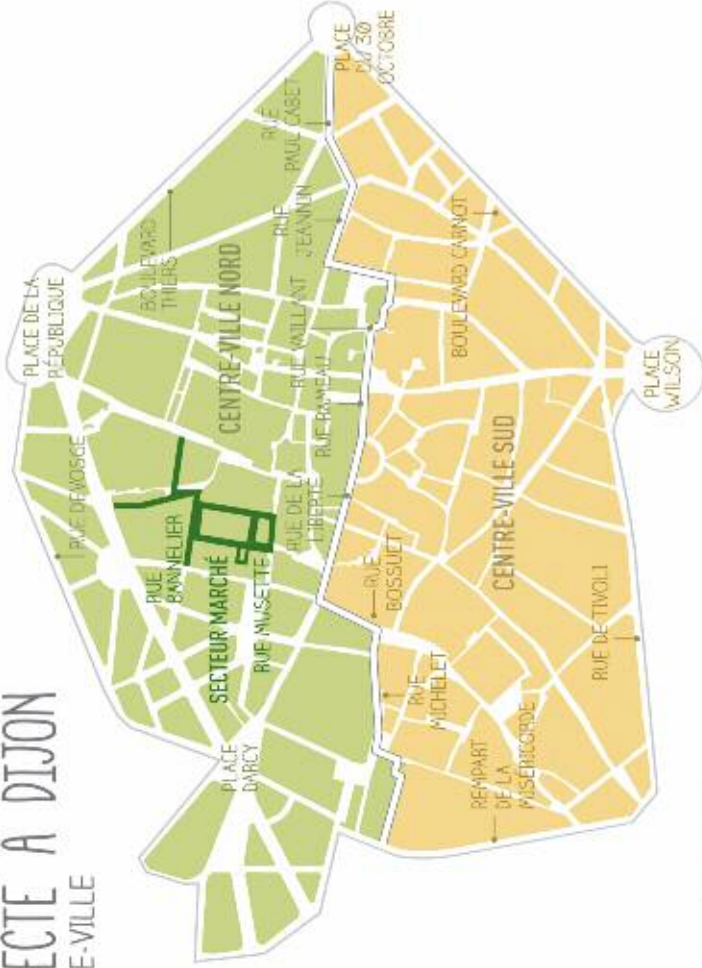 ECTE A DIJON
E-VILLE
PLACE DE LA
RÉPUBLIQUE
RUE DEVOSGE
BOULEVARD
THIERS
PLACE
DU 30
OCTOBRE
RUE
PAUL CABET
RUE
JEANNIN
CENTRE-VILLE NORD
RUE VAILLANT
RUE RAMEAU
RUE DE LA
LIBERTÉ
RUE
BANNELIER
SECTEUR MARCHÉ
RUE MUSETTE
PLACE
DARCY
RUE
BOSSUET
RUE
MICHELET
REMPART
DE LA
MISÉRICORDE
CENTRE-VILLE SUD
BOULEVARD CARNOT
RUE DE TIVOLI
PLACE
WILSON